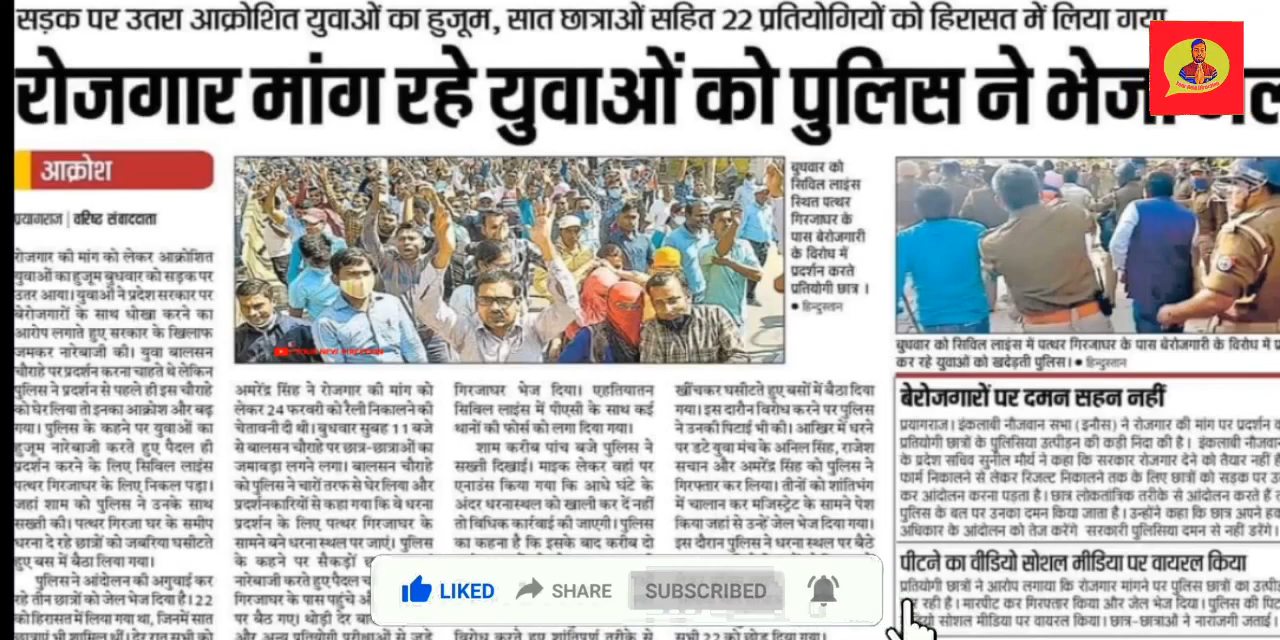 सड़क पर उतरा आक्रोशित युवाओं का हुजूम, सात छात्राओं सहित 22 प्रतियोगियों को हिरासत में लिया गया
रोजगार मांग रहे युवाओं को पुलिस ने भेजा
आक्रोश
प्रयागराज | वरिष्ठ संवाददाता
रोजगार की मांग को लेकर आक्रोशित
युवाओं का हुजूम बुधवार को सड़क पर
उतर आया। युवाओं ने प्रदेश सरकार पर
बेरोजगारों के साथ धोखा करने का
आरोप लगाते हुए सरकार के खिलाफ
जमकर नारेबाजी की। युवा बालसन
चौराहे पर प्रदर्शन करना चाहते थे लेकिन
पुलिस ने प्रदर्शन से पहले ही इस चौराहे
को घेर लिया तो इनका आक्रोश और बढ़
गया। पुलिस के कहने पर युवाओं का
हुजूम नारेबाजी करते हुए पैदल ही
प्रदर्शन करने के लिए सिविल लाइंस
पत्थर गिरजाघर के लिए निकल पड़ा।
जहां शाम को पुलिस ने उनके साथ
सख्ती की। पत्थर गिरजा घर के समीप
धरना दे रहे छात्रों को जबरिया घसीटते
हुए बस में बैठा लिया गया।
पुलिस ने आंदोलन की अगुवाई कर
रहे तीन छात्रों को जेल भेज दिया है। 22
को हिरासत में लिया गया था, जिनमें सात
छात्राएं भी शामिल थीं। देर रात सभी को
अमरेंद्र सिंह ने रोजगार की मांग को
लेकर 24 फरवरी को रैली निकालने की
चेतावनी दी थी। बुधवार सुबह 11 बजे
से बालसन चौराहे पर छात्र-छात्राओं का
जमावड़ा लगने लगा। बालसन चौराहे
को पुलिस ने चारों तरफ से घेर लिया और
प्रदर्शनकारियों से कहा गया कि वे धरना
प्रदर्शन के लिए पत्थर गिरजाघर के
सामने बने धरना स्थल पर जाएं। पुलिस
के कहने पर सैकड़ों
नारेबाजी करते हुए पैदल
गिरजाघर के पास पहुंचे
पर बैठ गए। थोड़ी देर
और अन्य प्रतियोगी परीक्षाओं से जुड़े
गिरजाघर भेज दिया। एहतियातन
सिविल लाइंस में पीएसी के साथ कई
थानों की फोर्स को लगा दिया गया।
शाम करीब पांच बजे पुलिस ने
सख्ती दिखाई। माइक लेकर वहां पर
एनाउंस किया गया कि आधे घंटे के
अंदर धरनास्थल को खाली कर दें नहीं
तो विधिक कार्रवाई की जाएगी। पुलिस
का कहना है कि इसके बाद करीब दो
विरोध करते हुए शांतिपूर्ण तरीके से
खींचकर घसीटते हुए बसों में बैठा दिया
गया। इस दौरान विरोध करने पर पुलिस
ने उनकी पिटाई भी की। आखिर में धरने
पर डटे युवा मंच के अनिल सिंह, राजेश
सचान और अमरेंद्र सिंह को पुलिस ने
गिरफ्तार कर लिया। तीनों को शांतिभंग
में चालान कर मजिस्ट्रेट के सामने पेश
किया जहां से उन्हें जेल भेज दिया गया।
इस दौरान पुलिस ने धरना स्थल पर बैठे
सभी 22 को छोड़ दिया गया।
बुधवार को
सिविल लाइंस
स्थित पत्थर
गिरजाघर के
पास बेरोजगारी
के विरोध में
प्रदर्शन करते
प्रतियोगी छात्र ।
● हिन्दुस्तान
बुधवार को सिविल लाइंस में पत्थर गिरजाघर के पास बेरोजगारी के विरोध में
कर रहे युवाओं को खदेड़ती पुलिस। ● हिन्दुस्तान
बेरोजगारों पर दमन सहन नहीं
प्रयागराज। इंकलाबी नौजवान सभा (इनौस) ने रोजगार की मांग पर प्रदर्शन
प्रतियोगी छात्रों के पुलिसिया उत्पीड़न की कड़ी निंदा की है। इंकलाबी नौजवान
के प्रदेश सचिव सुनील मौर्य ने कहा कि सरकार रोजगार देने को तैयार नहीं
फार्म निकालने से लेकर रिजल्ट निकालने तक के लिए छात्रों को सड़क पर
कर आंदोलन करना पड़ता है। छात्र लोकतांत्रिक तरीके से आंदोलन करते हैं
पुलिस के बल पर उनका दमन किया जाता है। उन्होंने कहा कि छात्र अपने
अधिकार के आंदोलन को तेज करेंगे सरकारी पुलिसिया दमन से नहीं डरेंगे।
पीटने का वीडियो सोशल मीडिया पर वायरल किया
प्रतियोगी छात्रों ने आरोप लगाया कि रोजगार मांगने पर पुलिस छात्रों का
रही है। मारपीट कर गिरफ्तार किया और जेल भेज दिया। पुलिस की
सोशल मीडिया पर वायरल किया। छात्रों ने नाराजगी जताई।
LIKED SHARE SUBSCRIBED